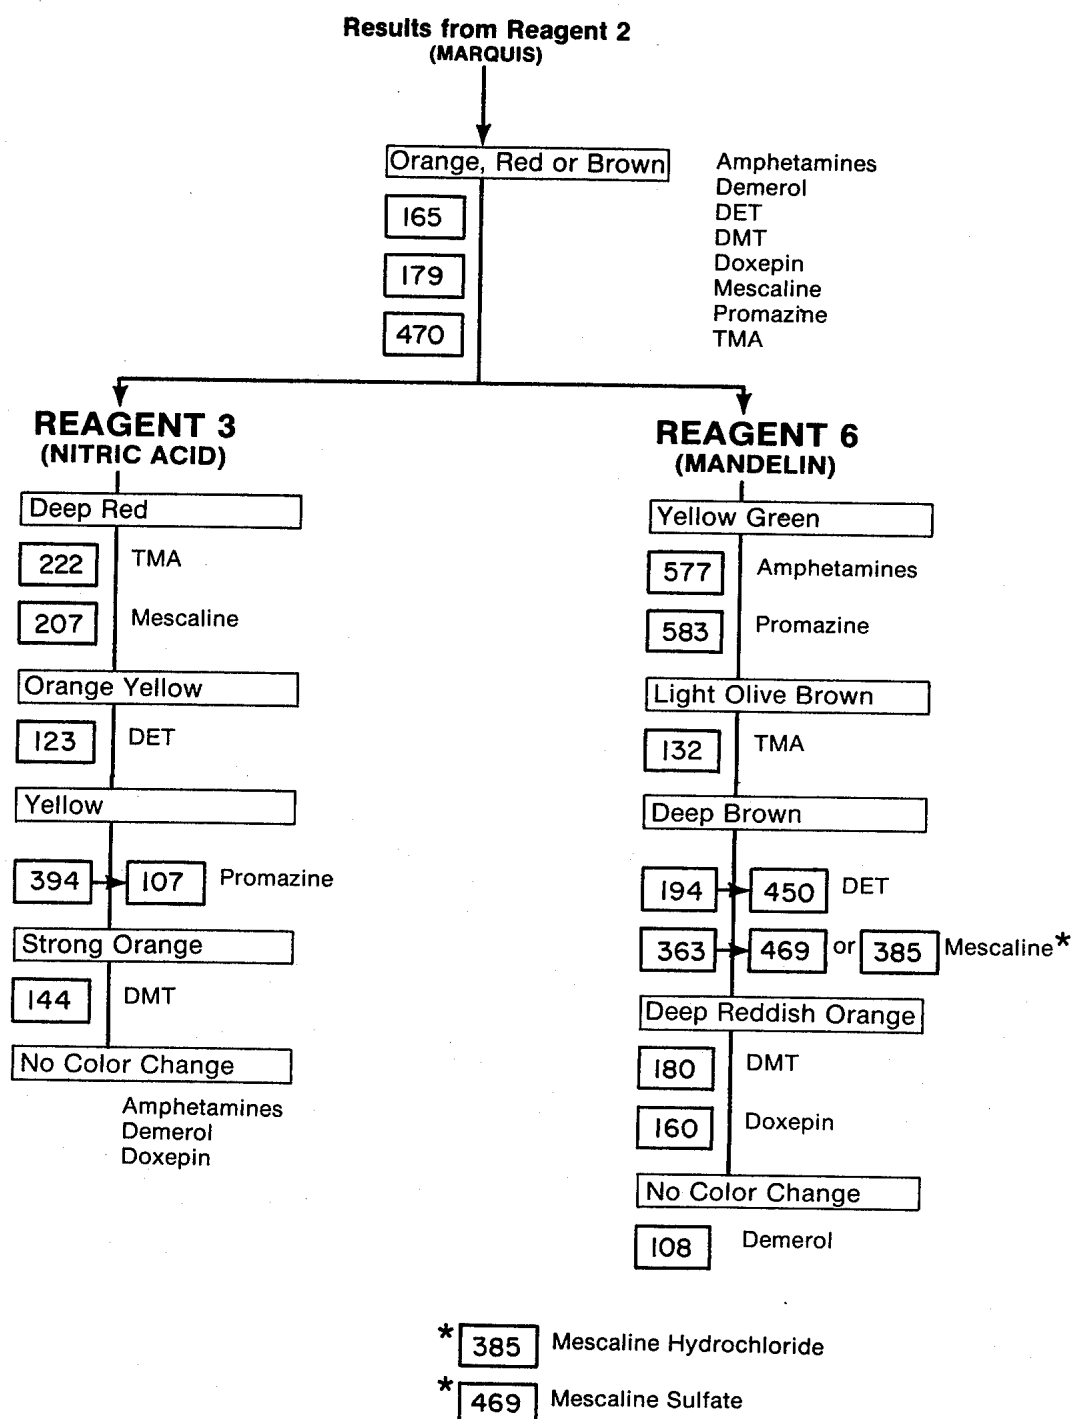 Results from Reagent 2
(MARQUIS)
Orange, Red or Brown
165
179
470
Amphetamines
Demerol
DET
DMT
Doxepin
Mescaline
Promazine
TMA
REAGENT 3
(NITRIC ACID)
Deep Red
222 TMA
207 Mescaline
Orange Yellow
123 DET
Yellow
394 107 Promazine
Strong Orange
144 DMT
No Color Change
Amphetamines
Demerol
Doxepin
REAGENT 6
(MANDELIN)
Yellow Green
577 Amphetamines
583 Promazine
Light Olive Brown
132 TMA
Deep Brown
194 450 DET
363 469 or 385 Mescaline*
Deep Reddish Orange
180 DMT
160 Doxepin
No Color Change
108 Demerol
* 385 Mescaline Hydrochloride
* 469 Mescaline Sulfate